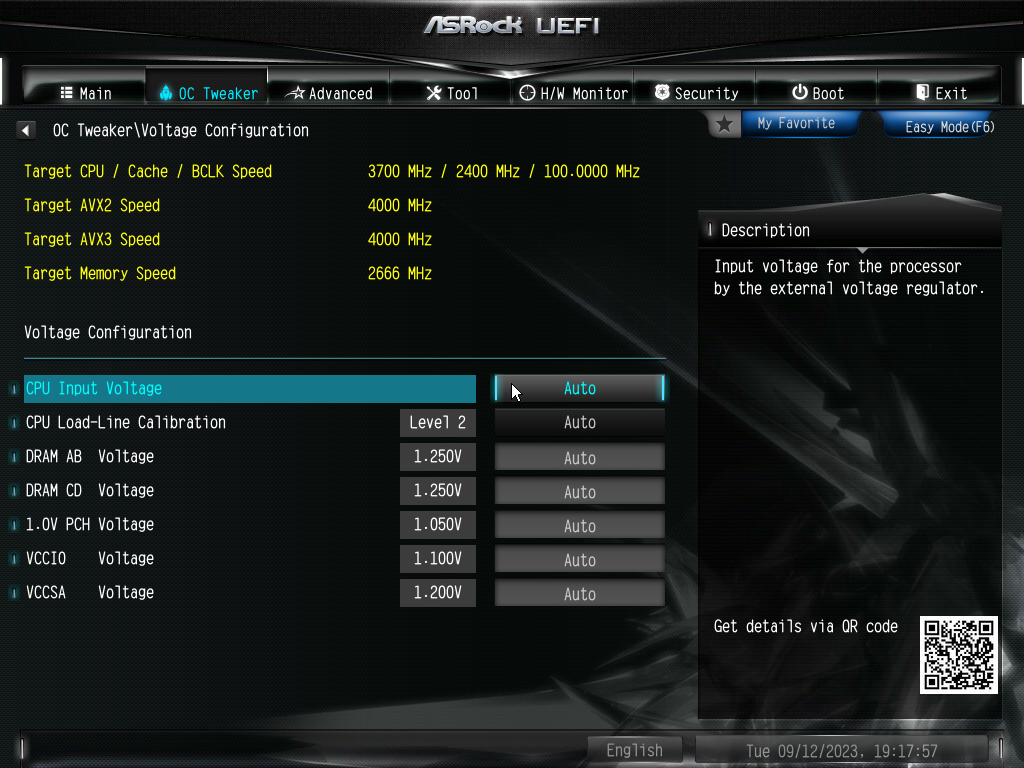 ASRock UEFI
Main OC Tweaker Advanced Tool H/W Monitor Security Boot Exit
OC Tweaker\Voltage Configuration
My Favorite
Easy Mode(F6)
Target CPU / Cache / BCLK Speed 3700 MHz / 2400 MHz / 100.0000 MHz
Target AVX2 Speed 4000 MHz
Target AVX3 Speed 4000 MHz
Target Memory Speed 2666 MHz
Voltage Configuration
CPU Input Voltage Auto
CPU Load-Line Calibration Level 2 Auto
DRAM AB Voltage 1.250V Auto
DRAM CD Voltage 1.250V Auto
1.0V PCH Voltage 1.050V Auto
VCCIO Voltage 1.100V Auto
VCCSA Voltage 1.200V Auto
Description
Input voltage for the processor
by the external voltage regulator.
Get details via QR code
English
Tue 09/12/2023, 19:17:57